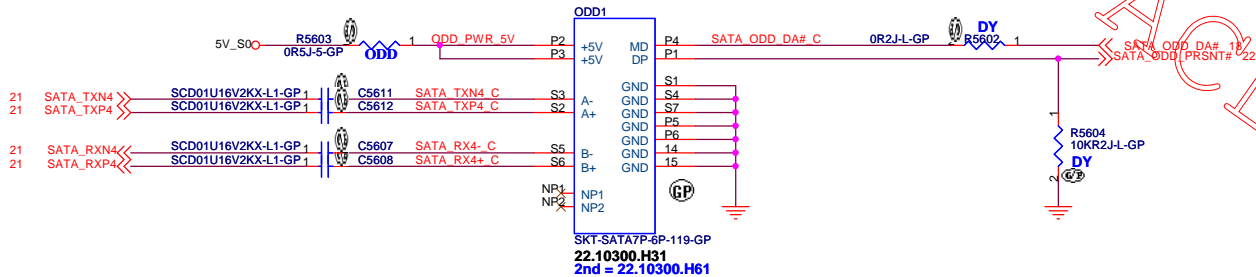 ODD1
5V_S0
R5603
0R5J-5-GP
1
ODD
ODD_PWR_5V
P2
P3
+5V
+5V
MD
DP
P4
P1
SATA_ODD_DA#_C
0R2J-L-GP
2
DY
R5602
1
SATA_ODD_DA# 18
SATA_ODD_PRSNT# 22
21 SATA_TXN4
21 SATA_TXP4
SCD01U16V2KX-L1-GP 1
SCD01U16V2KX-L1-GP 1
C5611
C5612
SATA_TXN4_C
SATA_TXP4_C
S3
S2
A-
A+
21 SATA_RXN4
21 SATA_RXP4
SCD01U16V2KX-L1-GP 1
SCD01U16V2KX-L1-GP 1
C5607
C5608
SATA_RX4-_C
SATA_RX4+_C
S5
S6
B-
B+
NP1
NP2
NP1
NP2
GND S1
GND S4
GND S7
GND P5
GND P6
GND 14
GND 15
GP
1
R5604
10KR2J-L-GP
DY
2
SKT-SATA7P-6P-119-GP
22.10300.H31
2nd = 22.10300.H61